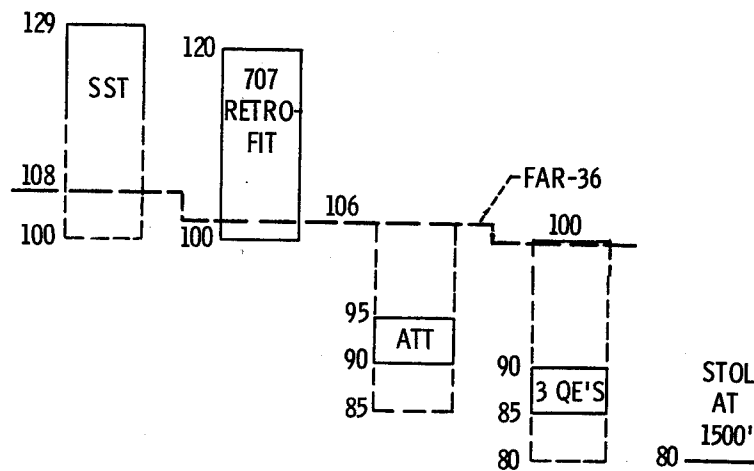 129
SST
120
707
RETRO-
FIT
108
106
FAR-36
100
100
100
95
ATT
90
85
90
3 QE'S
85
80
STOL
AT
1500'
80